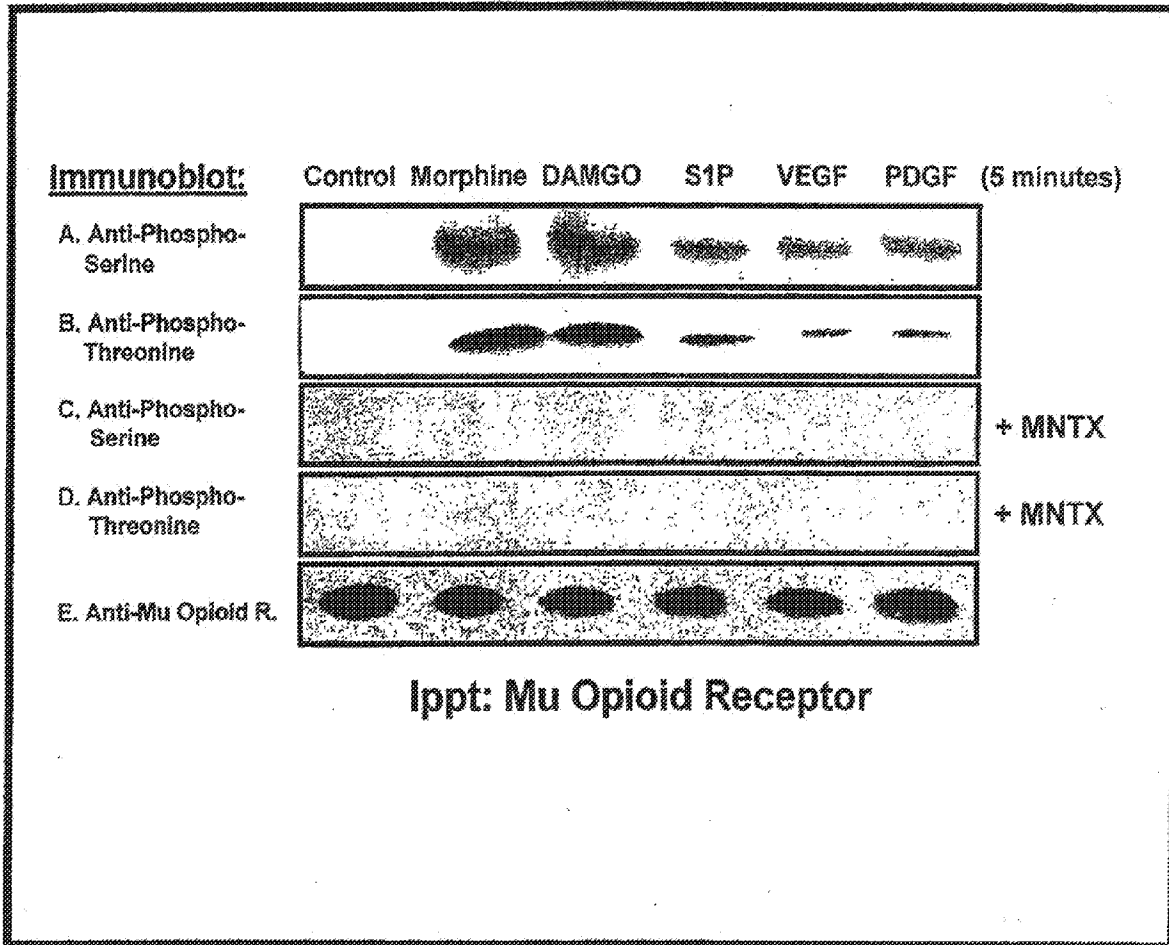 Immunoblot: Control Morphine DAMGO S1P VEGF PDGF (5 minutes)
A. Anti-Phospho-
Serine
B. Anti-Phospho-
Threonine
C. Anti-Phospho-
Serine
+ MNTX
D. Anti-Phospho-
Threonine
+ MNTX
E. Anti-Mu Opioid R.
Ippt: Mu Opioid Receptor